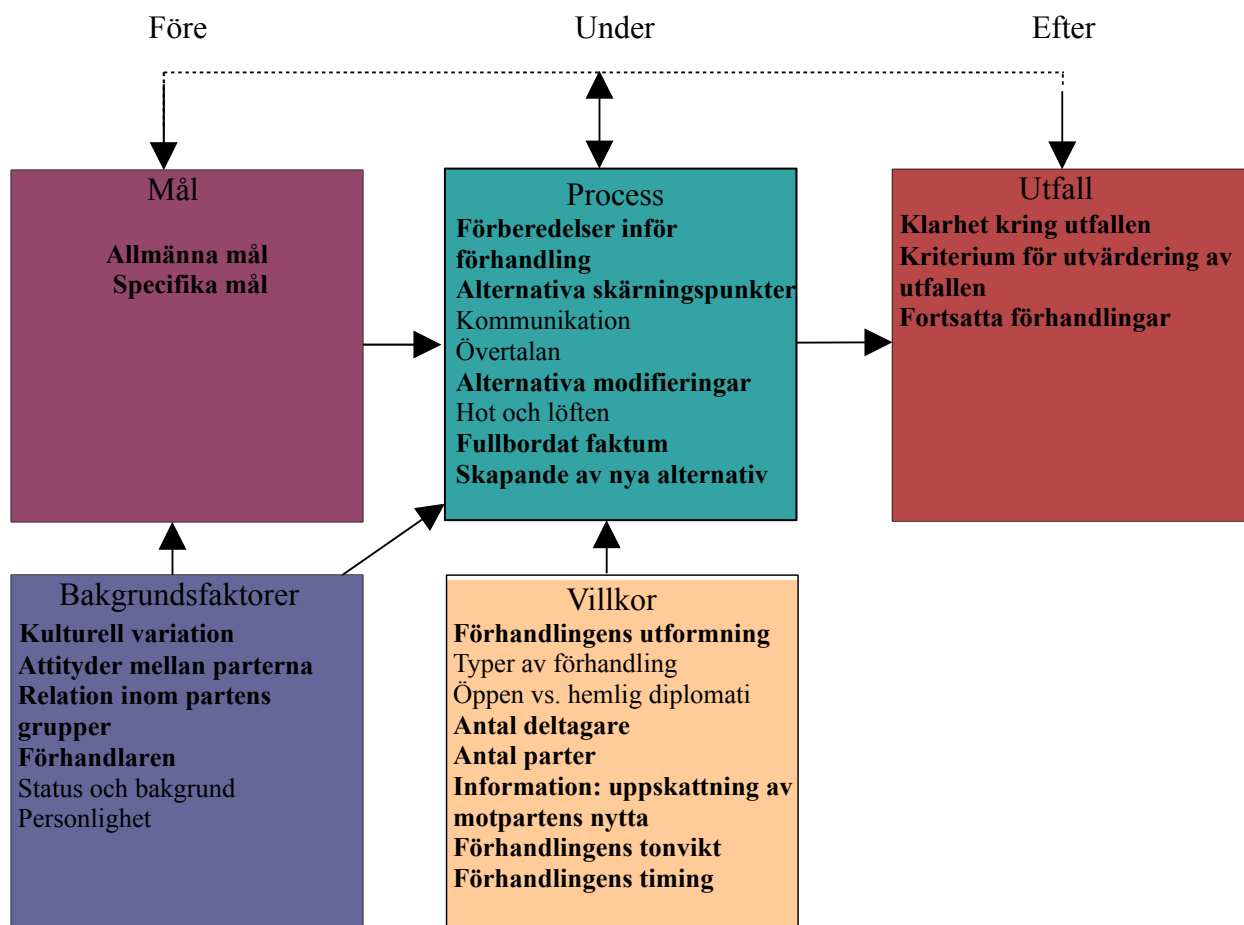 Före
Under
Efter
Mål
Allmänna mål
Specifika mål
Process
Förberedelser inför
förhandling
Alternativa skärningspunkter
Kommunikation
Övertalan
Alternativa modifieringar
Hot och löften
Fullbordat faktum
Skapande av nya alternativ
Utfall
Klarhet kring utfallen
Kriterium för utvärdering av
utfallen
Fortsatta förhandlingar
Bakgrundsfaktorer
Kulturell variation
Attityder mellan parterna
Relation inom partens
grupper
Förhandlaren
Status och bakgrund
Personlighet
Villkor
Förhandlingens utformning
Typer av förhandling
Öppen vs. hemlig diplomati
Antal deltagare
Antal parter
Information: uppskattning av
motpartens nytta
Förhandlingens tonvikt
Förhandlingens timing